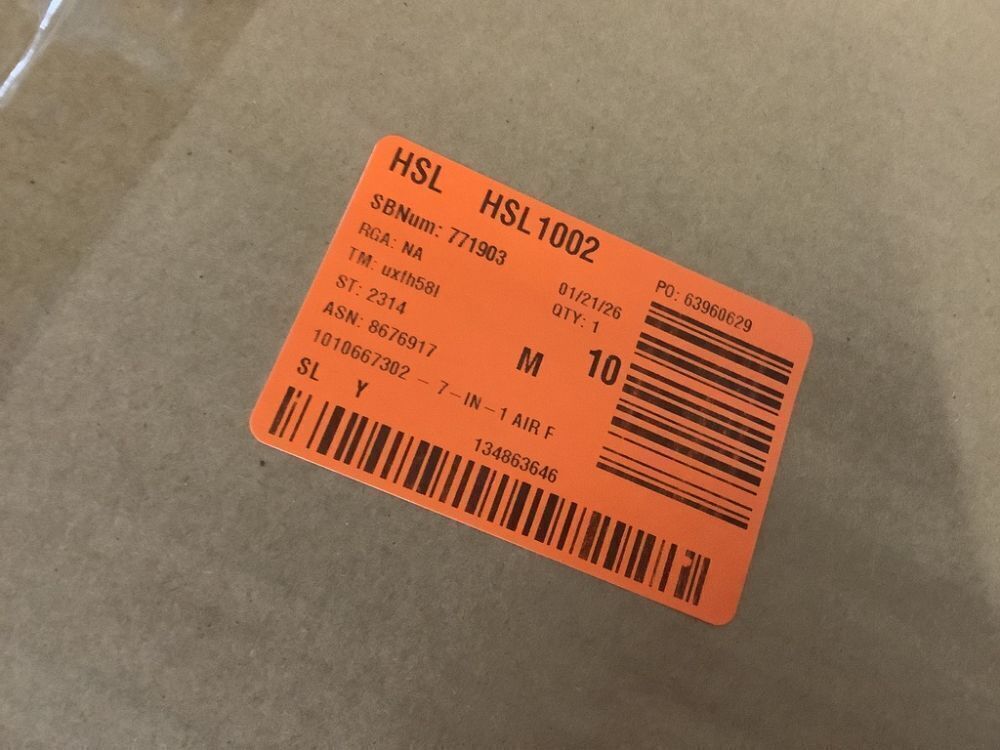 HSL HSL1002
SBNum: 771903
RGA: NA
TM: uxfh58l
ST: 2314
01/21/26
QTY: 1
PO: 63960629
ASN: 8676917
M 10
1010667302 - 7-IN-1 AIR F
SL Y
134863646